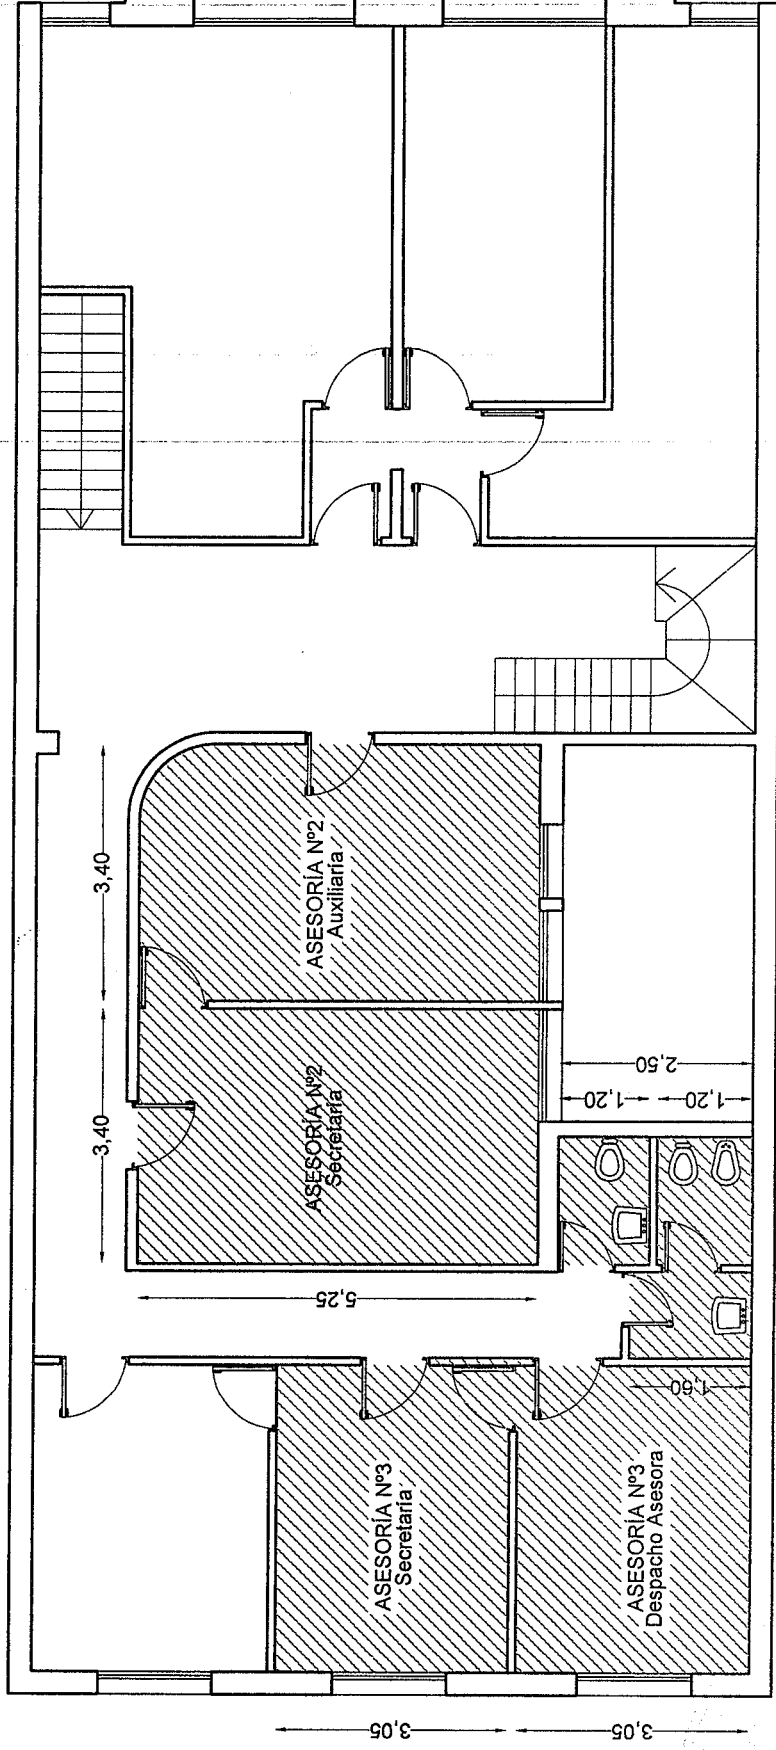 3,40
ASESORÍA Nº2
Auxiliaría
3,40
ASESORÍA Nº2
Secretaría
2,50
1,20
1,20
5,25
1,60
ASESORÍA Nº3
Secretaría
ASESORÍA Nº3
Despacho Asesora
3,05
3,05